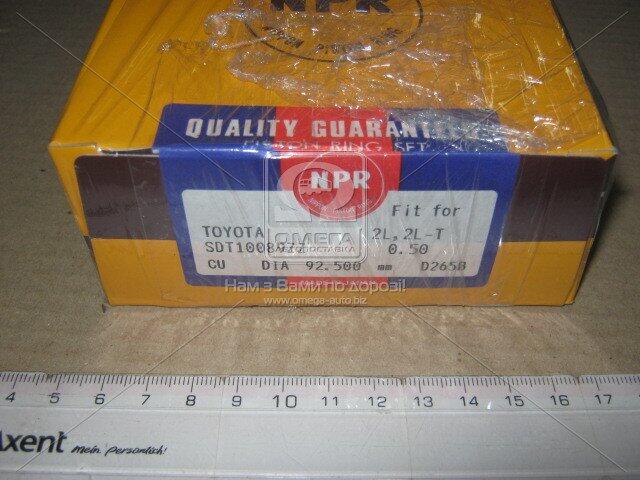 NPR
QUALITY GUARANTEED
PISTON RING SET
NPR
Fit for
TOYOTA 2L,2L-T
0.50
CU DIA 92.500 mm D265B
OMEGA
Нам з Вами по дорозі!
www.omega-auto.biz
4 5 6 7 8 9 10 11 12 13 14 15 16 17
Axent mein. persönlich!